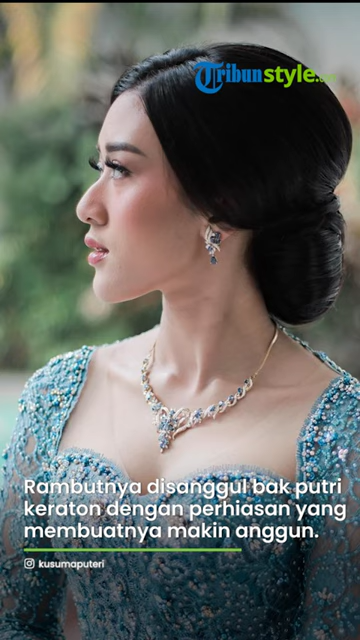 Tribunstyle.com
Rambutnya disanggul bak putri
keraton dengan perhiasan yang
membuatnya makin anggun.
kusumaputeri